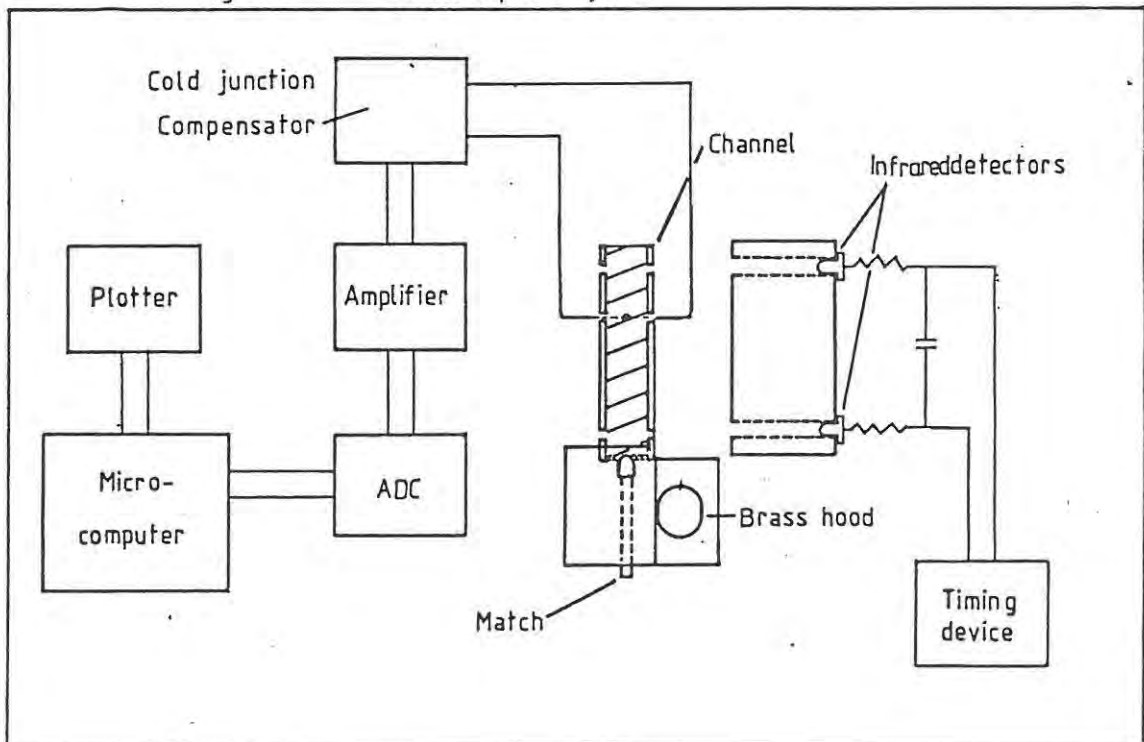 Cold junction
Compensator
Channel
Infrareddetectors
Plotter
Amplifier
Micro-
computer
ADC
Brass hood
Match
Timing
device